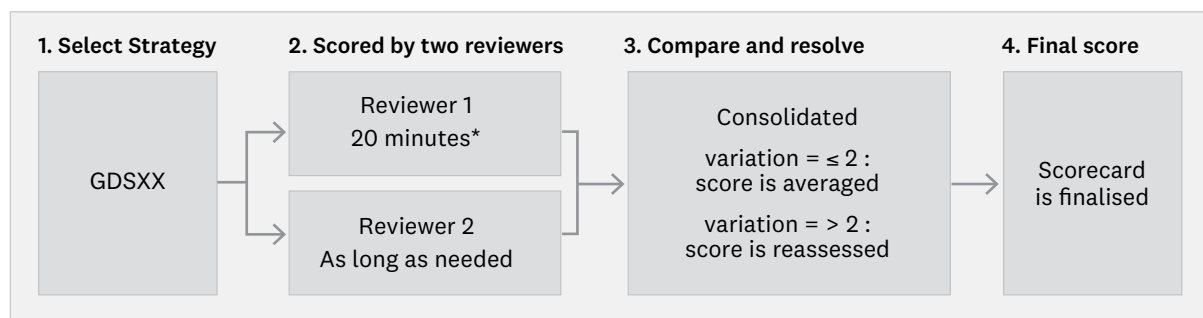 1. Select Strategy
GDSXX
2. Scored by two reviewers
Reviewer 1
20 minutes*
Reviewer 2
As long as needed
3. Compare and resolve
Consolidated
variation = ≤ 2 :
score is averaged
variation = > 2 :
score is reassessed
4. Final score
Scorecard
is finalised